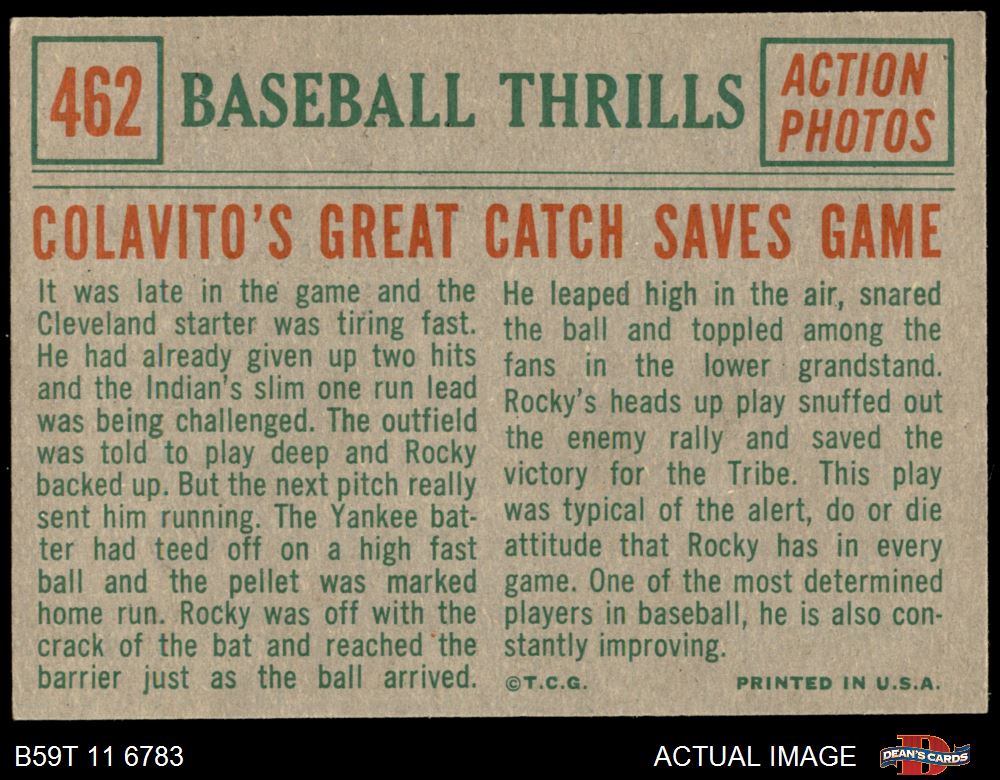 462
BASEBALL THRILLS
ACTION
PHOTOS
COLAVITO'S GREAT CATCH SAVES GAME
It was late in the game and the
Cleveland starter was tiring fast.
He had already given up two hits
and the Indian's slim one run lead
was being challenged. The outfield
was told to play deep and Rocky
backed up. But the next pitch really
sent him running. The Yankee bat-
ter had teed off on a high fast
ball and the pellet was marked
home run. Rocky was off with the
crack of the bat and reached the
barrier just as the ball arrived.
He leaped high in the air, snared
the ball and toppled among the
fans in the lower grandstand.
Rocky's heads up play snuffed out
the enemy rally and saved the
victory for the Tribe. This play
was typical of the alert, do or die
attitude that Rocky has in every
game. One of the most determined
players in baseball, he is also con-
stantly improving.
©T.C.G.
PRINTED IN U.S.A.
B59T 11 6783
ACTUAL IMAGE
D
DEAN'S CARDS